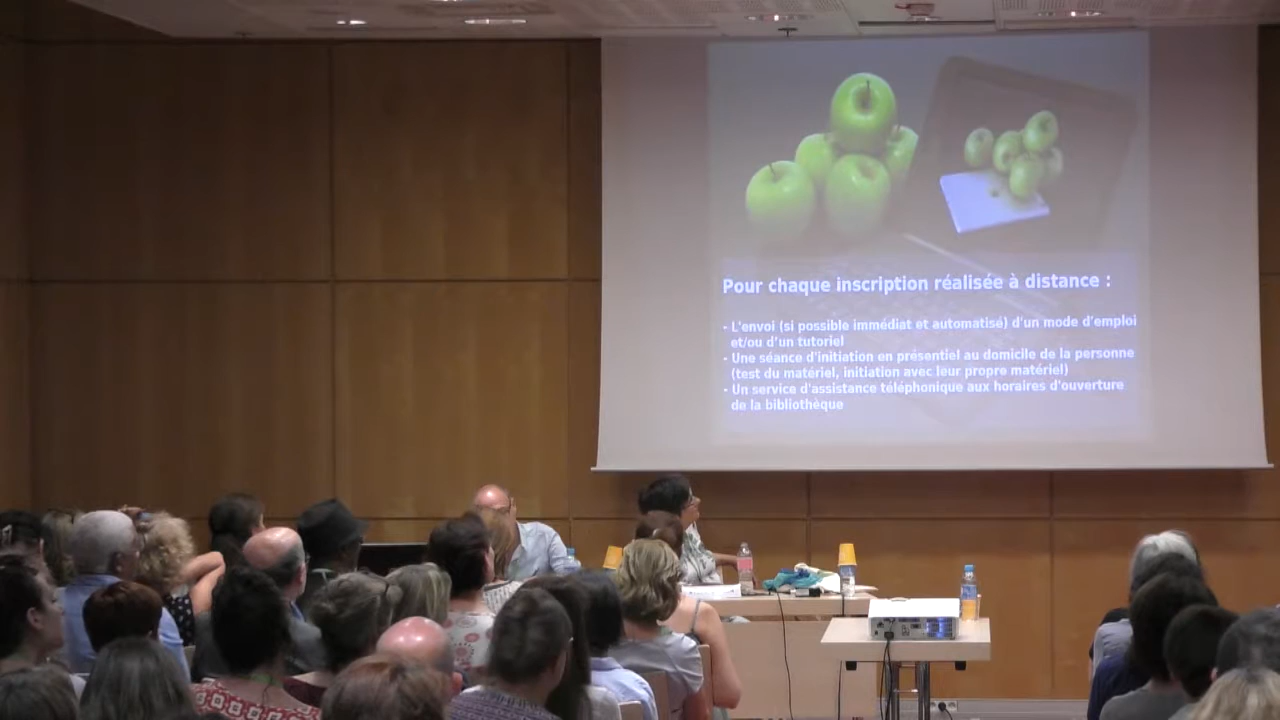 Pour chaque inscription réalisée à distance :
- L'envoi (si possible immédiat et automatisé) d'un mode d'emploi
et/ou d'un tutoriel
- Une séance d'initiation en présentiel au domicile de la personne
(test du matériel, initiation avec leur propre matériel)
- Un service d'assistance téléphonique aux horaires d'ouverture
de la bibliothèque